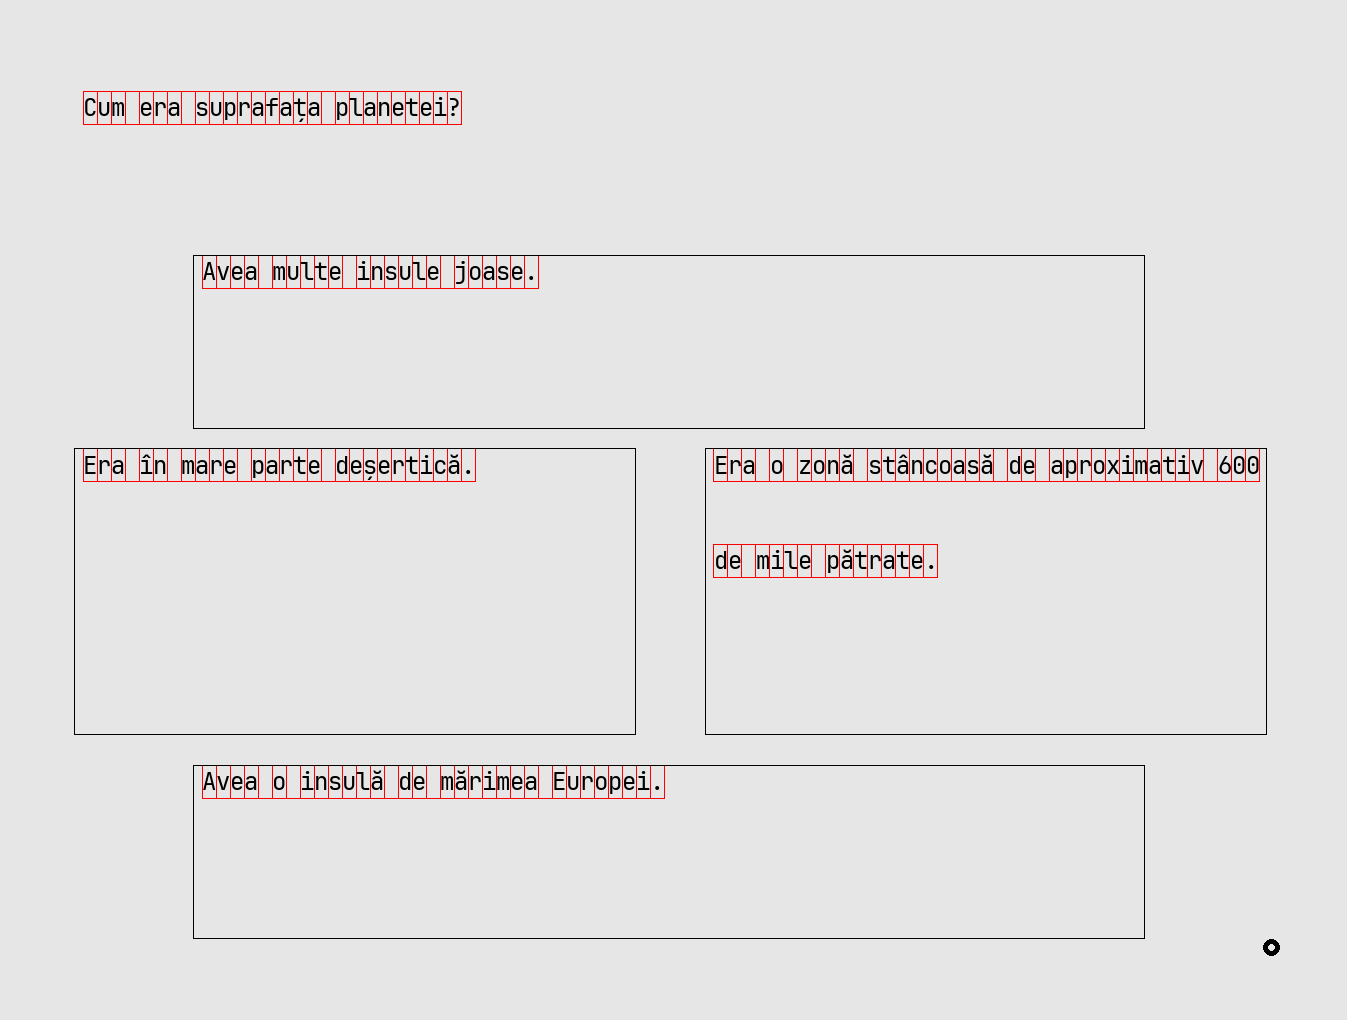 Cum era suprafața planetei?
Avea multe insule joase.
Era în mare parte deșertică.
Era o zonă stâncoasă de aproximativ 600
de mile pătrate.
Avea o insulă de mărimea Europei.